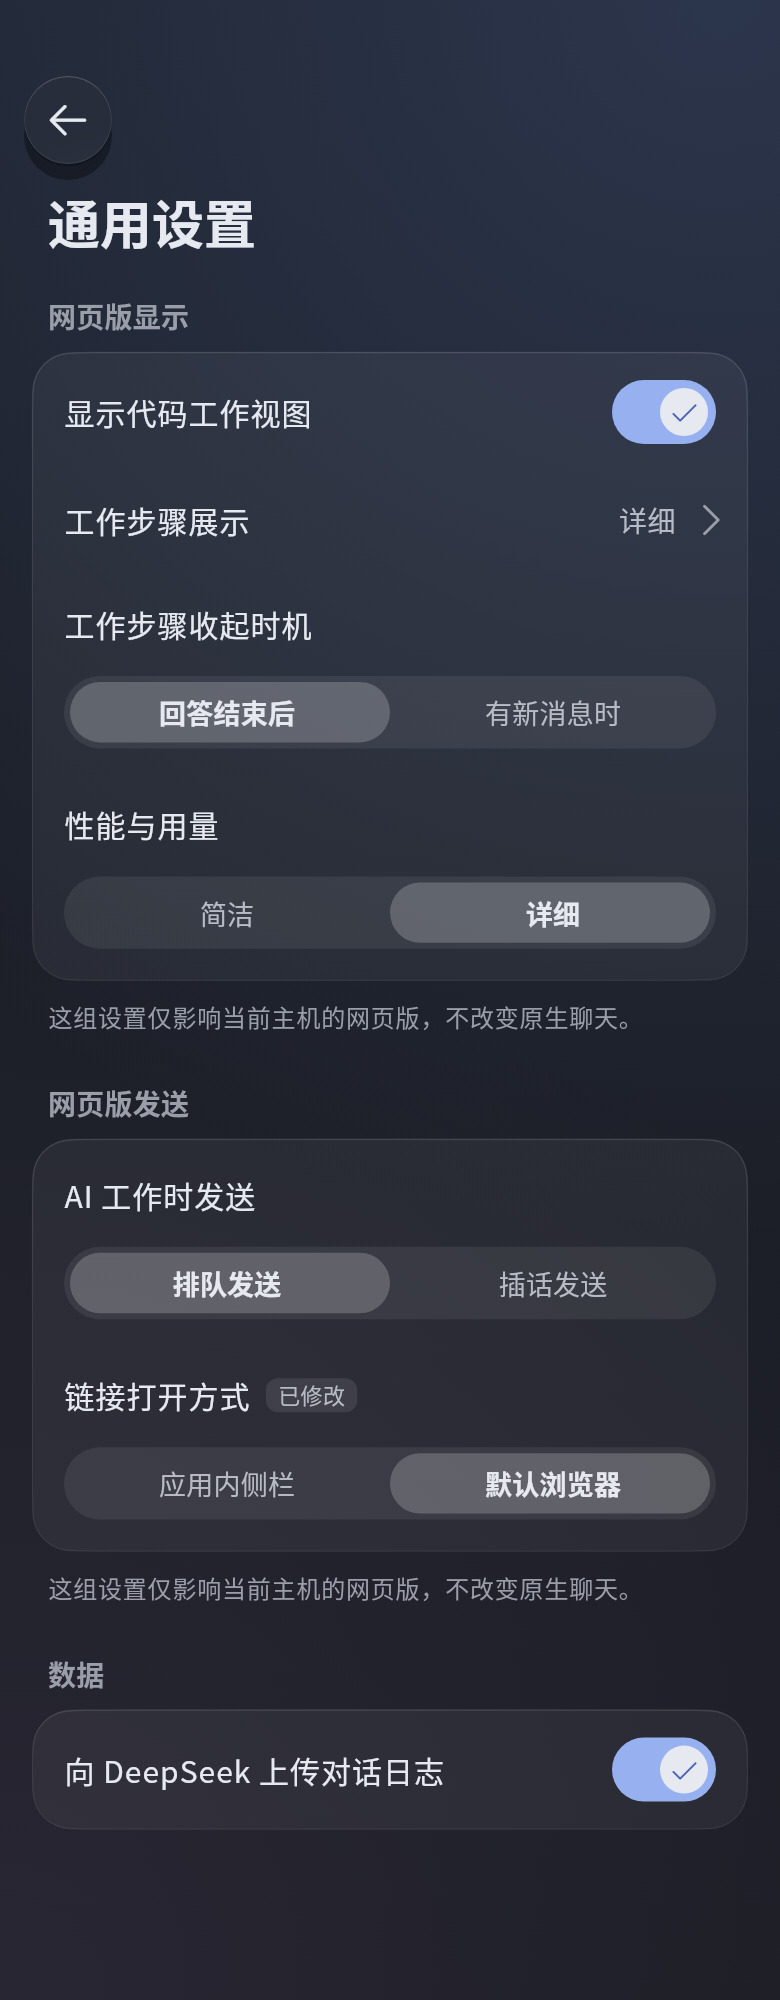 通用设置
网页版显示
显示代码工作视图
工作步骤展示 详细
工作步骤收起时机
回答结束后 有新消息时
性能与用量
简洁 详细
这组设置仅影响当前主机的网页版，不改变原生聊天。
网页版发送
AI 工作时发送
排队发送 插话发送
链接打开方式 已修改
应用内侧栏 默认浏览器
这组设置仅影响当前主机的网页版，不改变原生聊天。
数据
向 DeepSeek 上传对话日志